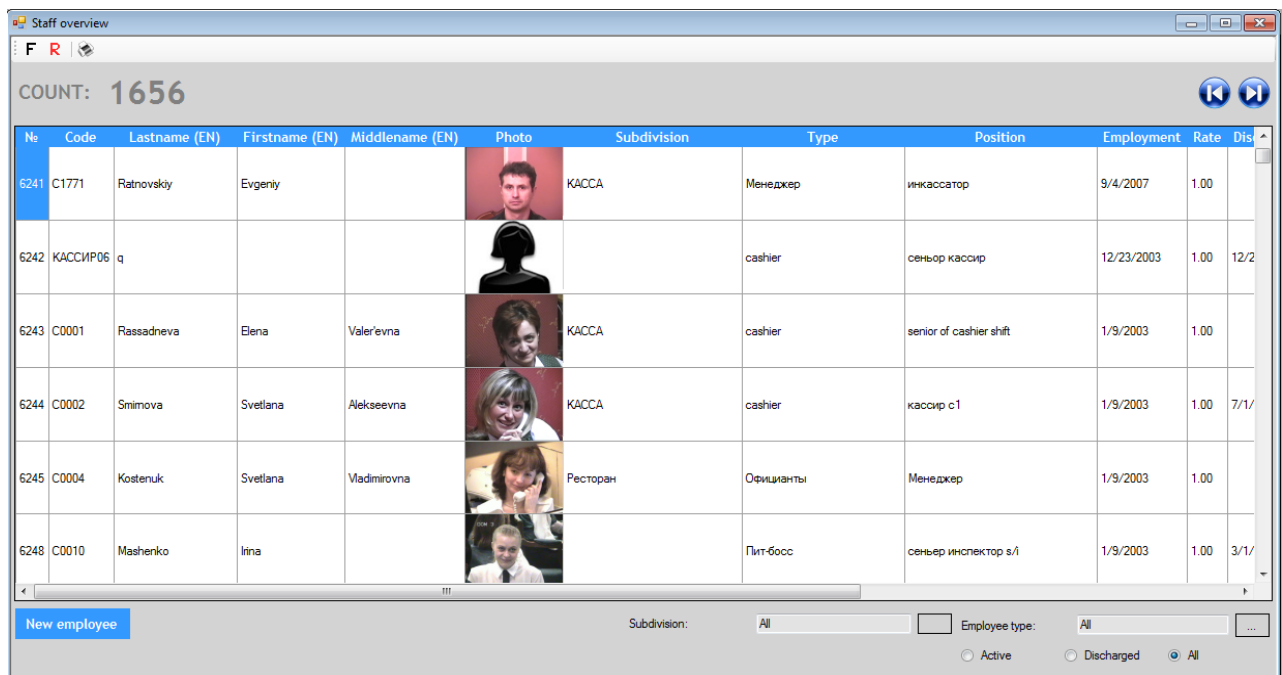 Staff overview
F R
COUNT: 1656
№ Code Lastname (EN) Firstname (EN) Middlename (EN) Photo Subdivision Type Position Employment Rate Dis
6241 C1771 Ratnovskiy Evgeniy КАССА Менеджер инкассатор 9/4/2007 1.00
6242 КАССИР06 q cashier сеньор кассир 12/23/2003 1.00 12/2
6243 C0001 Rassadneva Elena Valer'evna КАССА cashier senior of cashier shift 1/9/2003 1.00
6244 C0002 Smirnova Svetlana Alekseevna КАССА cashier кассир с1 1/9/2003 1.00 7/1/
6245 C0004 Kostenuk Svetlana Vladimirovna Ресторан Официанты Менеджер 1/9/2003 1.00
6248 C0010 Mashenko Irina Пит-босс сеньер инспектор s/i 1/9/2003 1.00 3/1/
New employee Subdivision: All Employee type: All ...
Active Discharged All